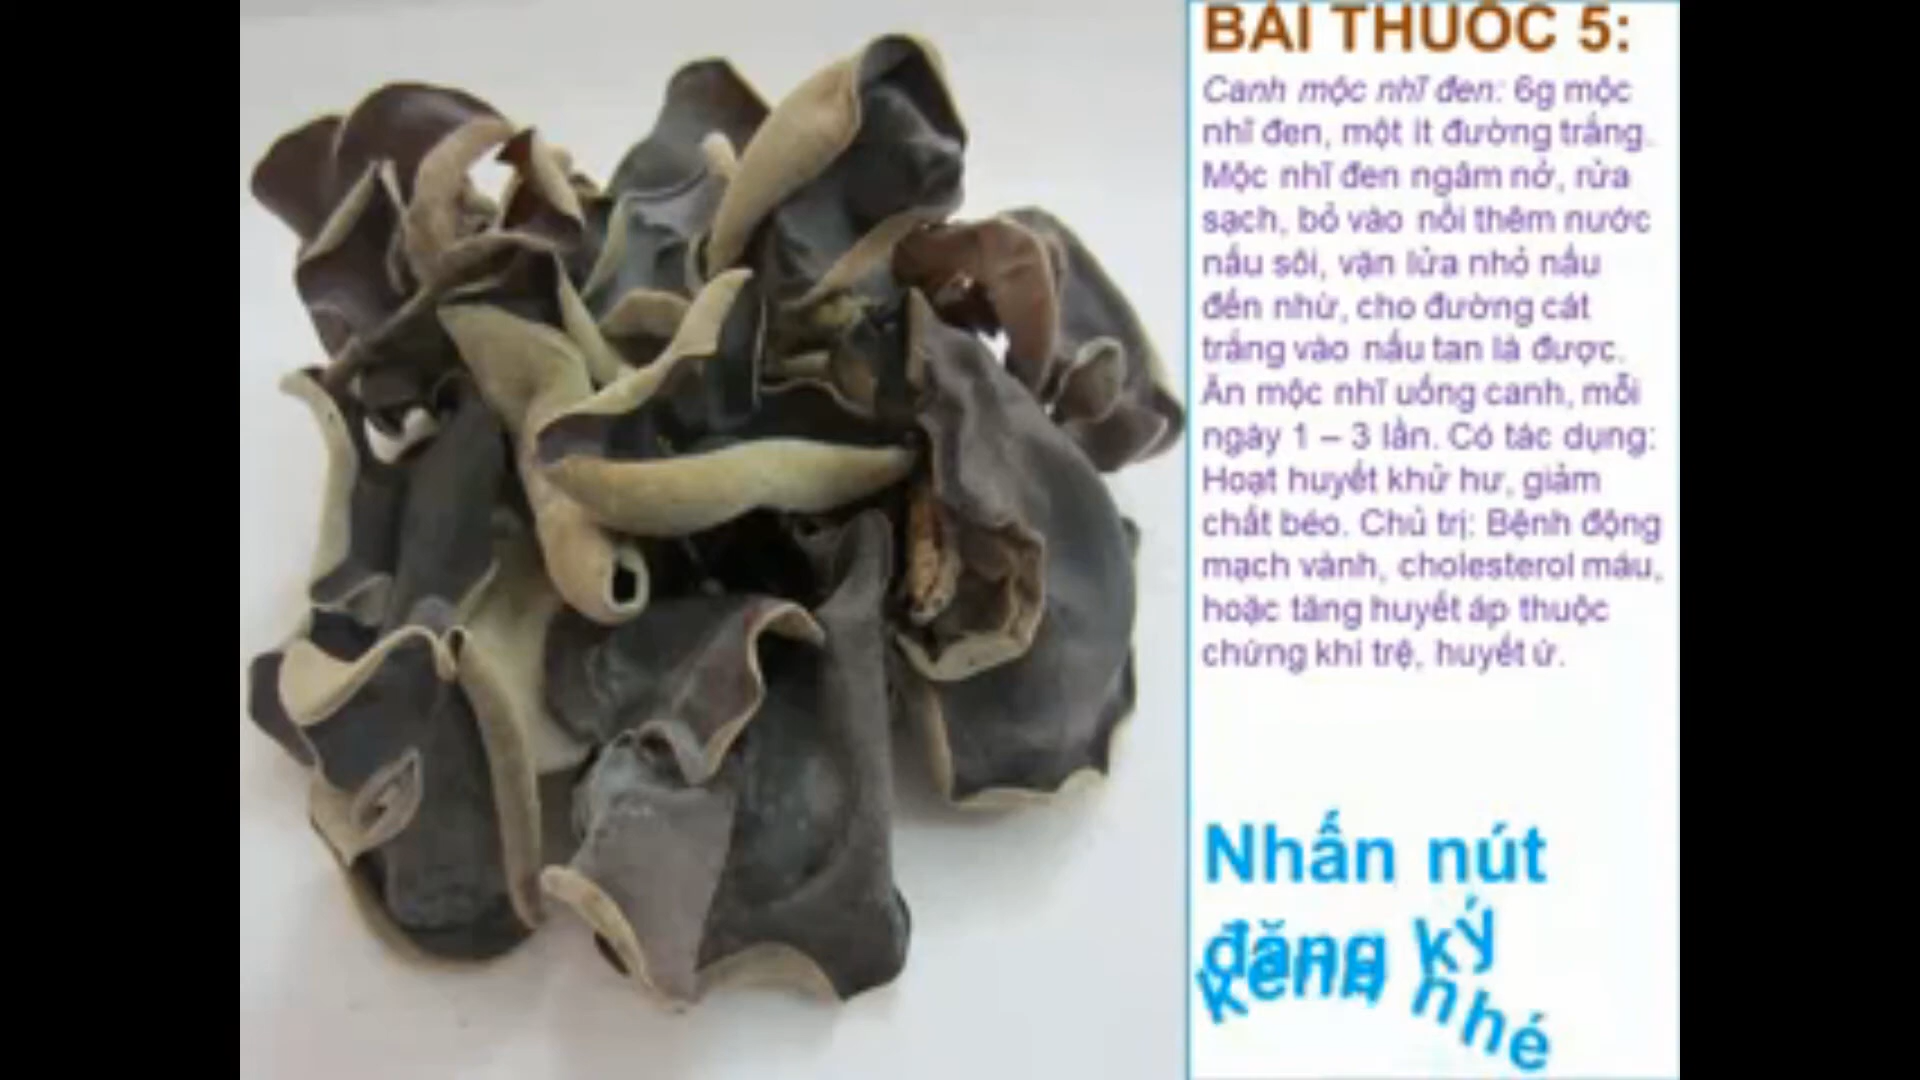 BÀI THUỐC 5:
Canh mộc nhĩ đen: 6g mộc
nhĩ đen, một ít đường trắng.
Mộc nhĩ đen ngâm nở, rửa
sạch, bỏ vào nồi thêm nước
nấu sôi, vặn lửa nhỏ nấu
đến nhừ, cho đường cát
trắng vào nấu tan là được.
Ăn mộc nhĩ uống canh, mỗi
ngày 1 – 3 lần. Có tác dụng:
Hoạt huyết khử hư, giảm
chất béo. Chủ trị: Bệnh động
mạch vành, cholesterol máu,
hoặc tăng huyết áp thuộc
chứng khí trệ, huyết ứ.
Nhấn nút
đăng ký
kênh nhé